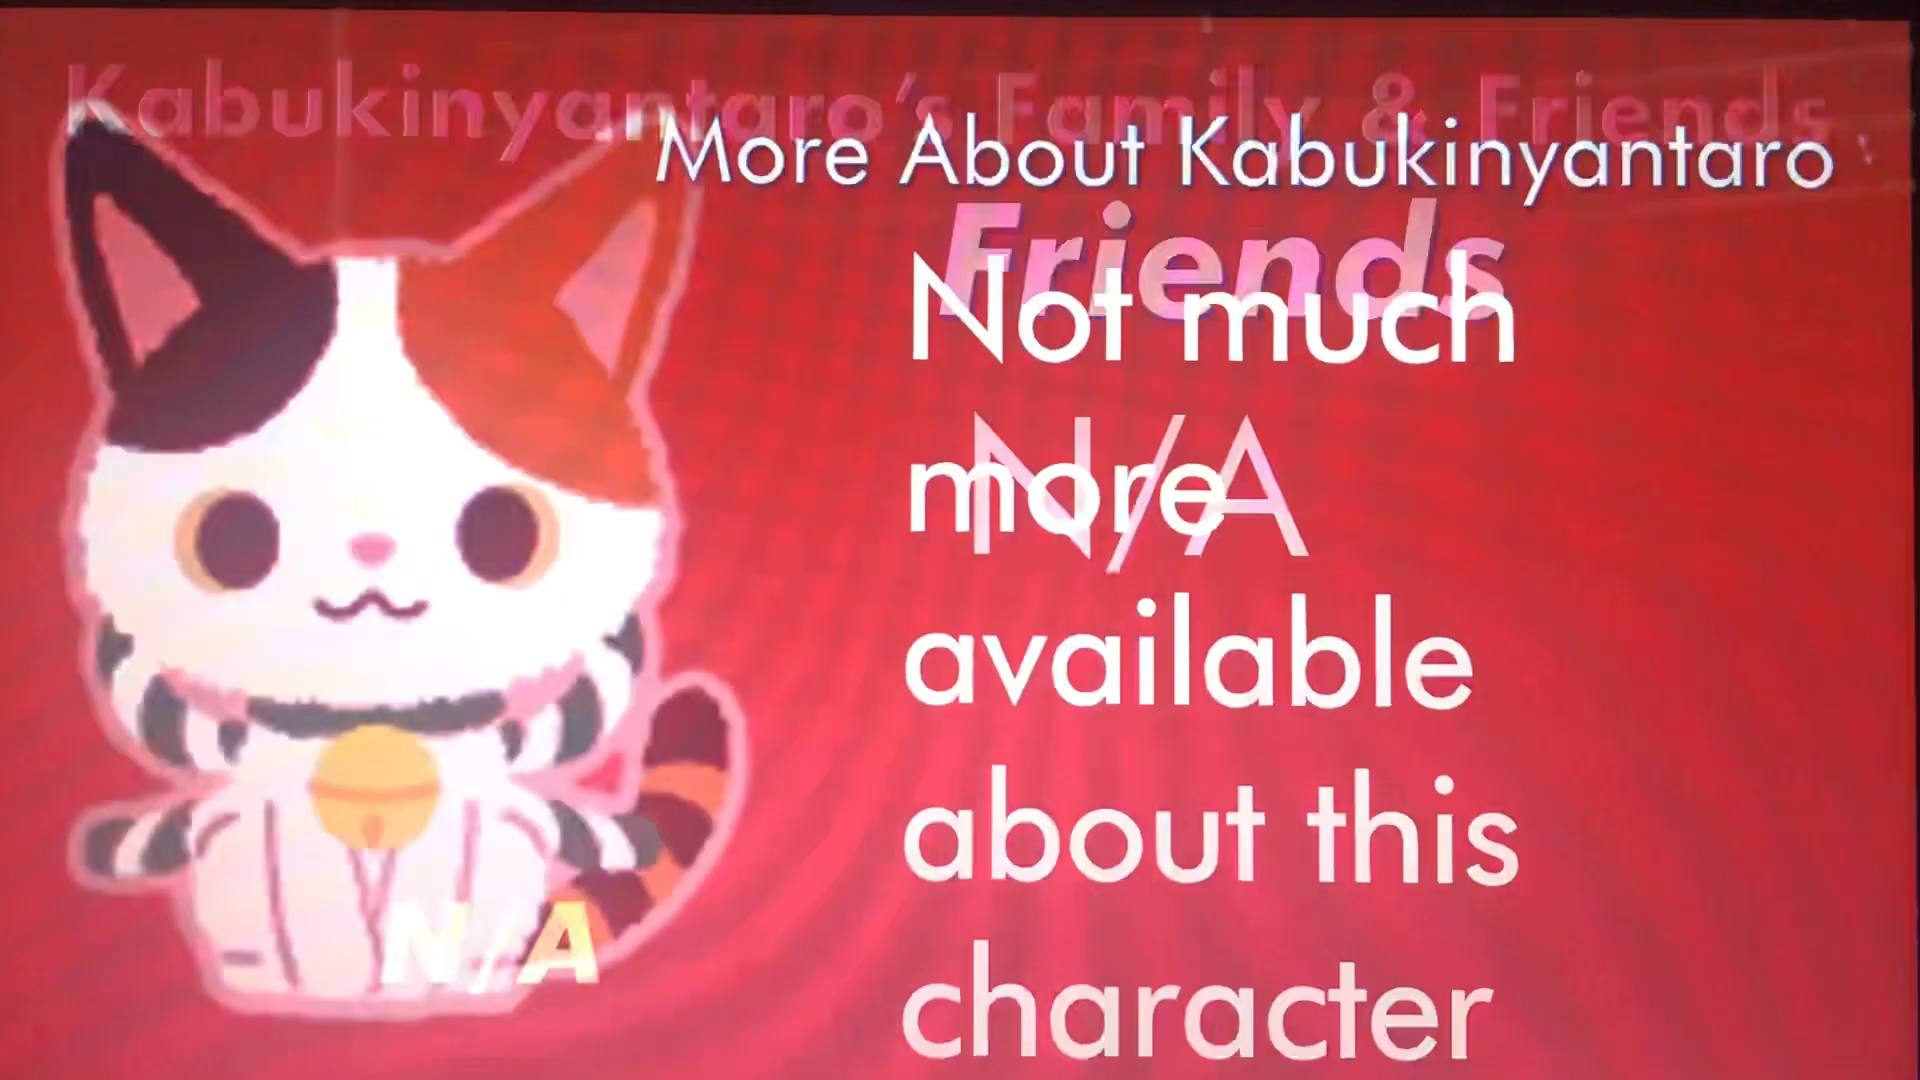 Kabukinyantaro's Family & Friends
More About Kabukinyantaro
Friends
Not much
N/A
more
available
about this
N/A
character